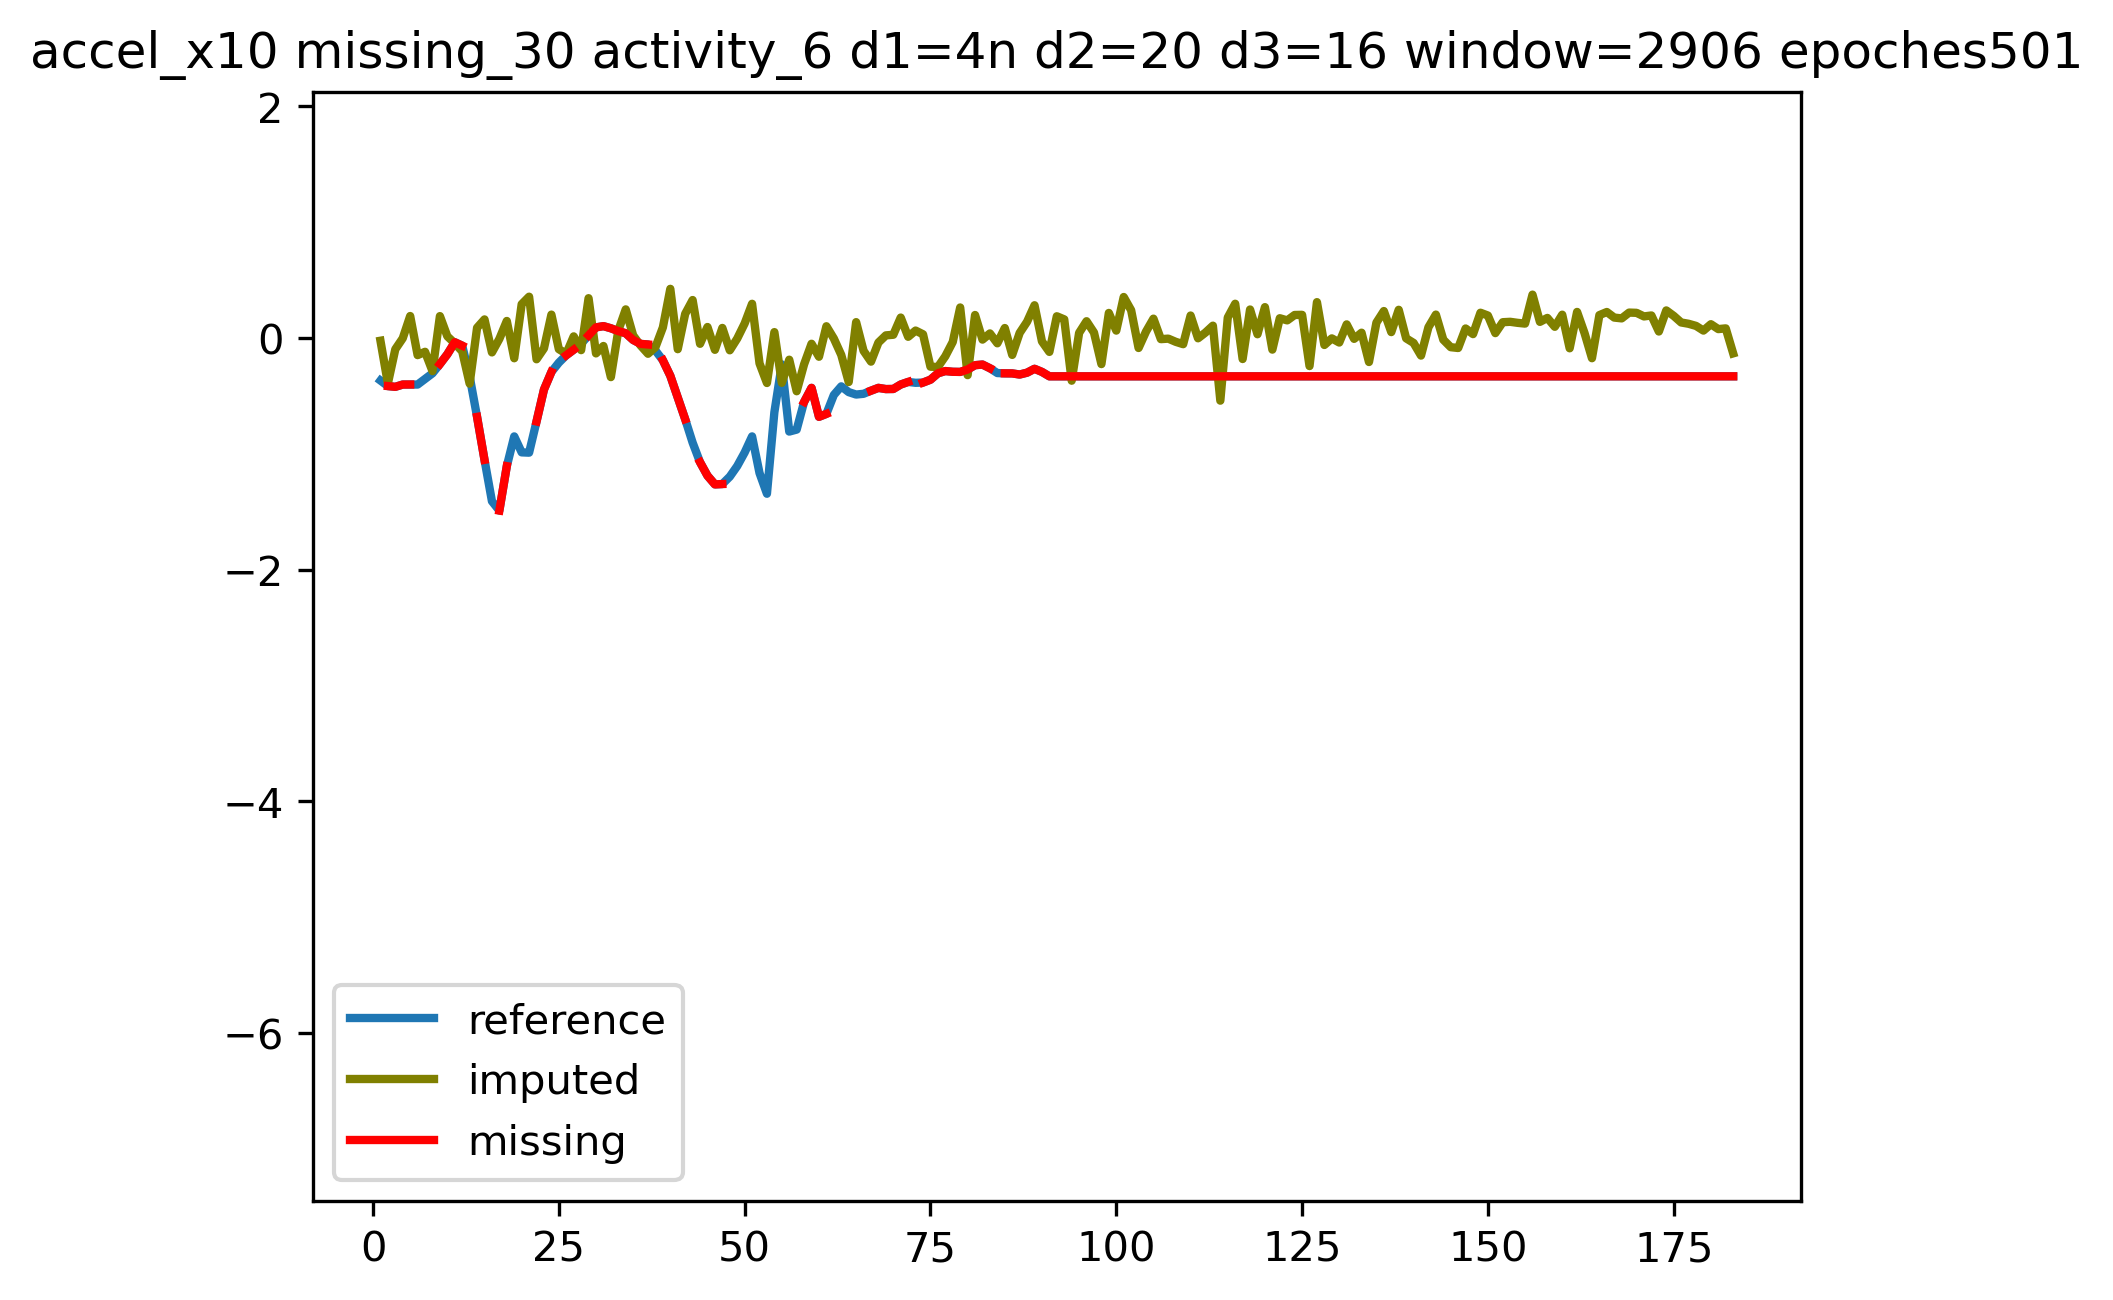 accel_x10 missing_30 activity_6 d1=4n d2=20 d3=16 window=2906 epoches501
2
0
−2
−4
−6
reference
imputed
missing
0 25 50 75 100 125 150 175